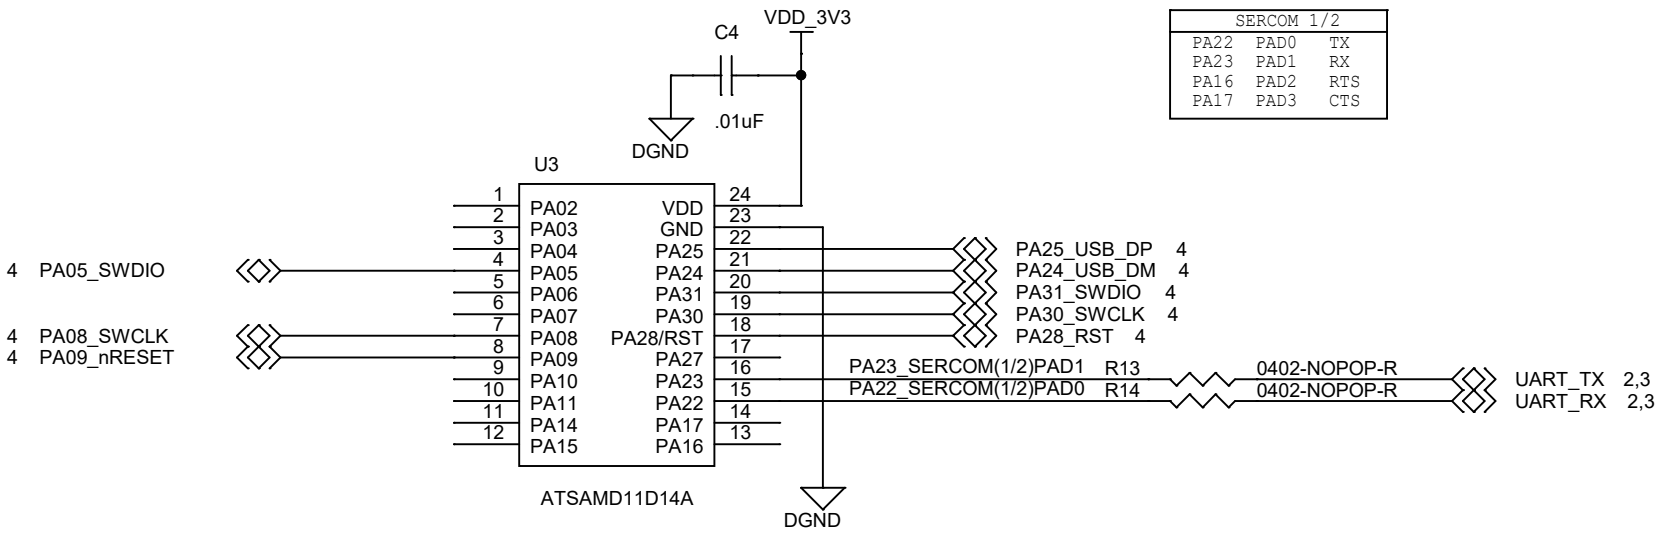 VDD_3V3
C4
.01uF
DGND
SERCOM 1/2
PA22 PAD0 TX
PA23 PAD1 RX
PA16 PAD2 RTS
PA17 PAD3 CTS
U3
1 PA02 VDD 24
2 PA03 GND 23
3 PA04 PA25 22 PA25_USB_DP 4
4 PA05_SWDIO 4 PA05 PA24 21 PA24_USB_DM 4
5 PA06 PA31 20 PA31_SWDIO 4
6 PA07 PA30 19 PA30_SWCLK 4
4 PA08_SWCLK 7 PA08 PA28/RST 18 PA28_RST 4
4 PA09_nRESET 8 PA09 PA27 17
9 PA10 PA23 16 PA23_SERCOM(1/2)PAD1 R13 0402-NOPOP-R UART_TX 2,3
10 PA11 PA22 15 PA22_SERCOM(1/2)PAD0 R14 0402-NOPOP-R UART_RX 2,3
11 PA14 PA17 14
12 PA15 PA16 13
ATSAMD11D14A
DGND